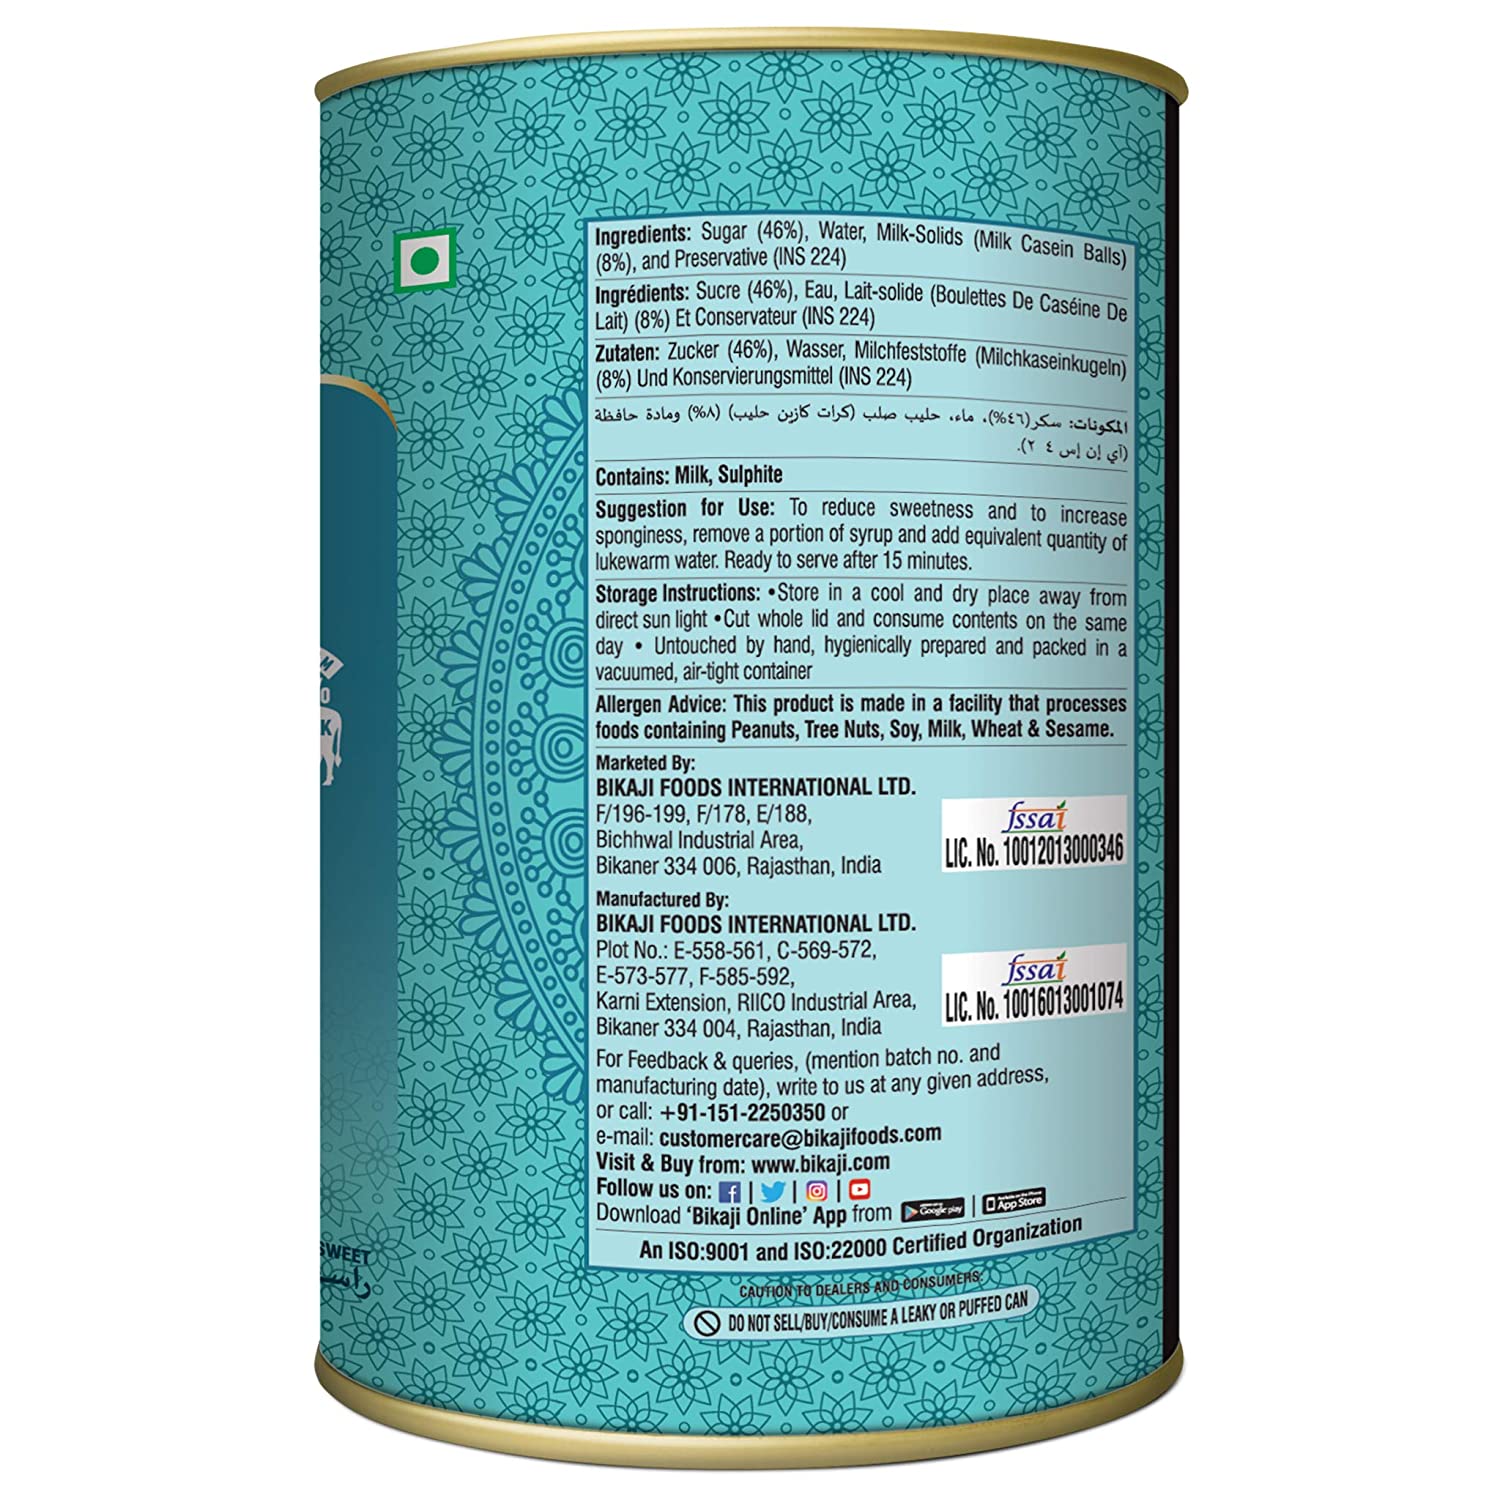 Ingredients: Sugar (46%), Water, Milk-Solids (Milk Casein Balls)
(8%), and Preservative (INS 224)
Ingrédients: Sucre (46%), Eau, Lait-solide (Boulettes De Caséine De
Lait) (8%) Et Conservateur (INS 224)
Zutaten: Zucker (46%), Wasser, Milchfeststoffe (Milchkaseinkugeln)
(8%) Und Konservierungsmittel (INS 224)
المكونات: سكر(٤٦%)، ماء، حليب صلب (كرات كازين حليب) (٨%) ومادة حافظة
(آي إن إس ٤ ٢).
Contains: Milk, Sulphite
Suggestion for Use: To reduce sweetness and to increase
sponginess, remove a portion of syrup and add equivalent quantity of
lukewarm water. Ready to serve after 15 minutes.
Storage Instructions: •Store in a cool and dry place away from
direct sun light •Cut whole lid and consume contents on the same
day • Untouched by hand, hygienically prepared and packed in a
vacuumed, air-tight container
Allergen Advice: This product is made in a facility that processes
foods containing Peanuts, Tree Nuts, Soy, Milk, Wheat & Sesame.
Marketed By:
BIKAJI FOODS INTERNATIONAL LTD.
F/196-199, F/178, E/188,
Bichhwal Industrial Area,
Bikaner 334 006, Rajasthan, India
fssai
LIC. No. 10012013000346
Manufactured By:
BIKAJI FOODS INTERNATIONAL LTD.
Plot No.: E-558-561, C-569-572,
E-573-577, F-585-592,
Karni Extension, RIICO Industrial Area,
Bikaner 334 004, Rajasthan, India
fssai
LIC. No. 10016013001074
For Feedback & queries, (mention batch no. and
manufacturing date), write to us at any given address,
or call: +91-151-2250350 or
e-mail: customercare@bikajifoods.com
Visit & Buy from: www.bikaji.com
Follow us on: | | |
Download 'Bikaji Online' App from Google play | App Store
An ISO:9001 and ISO:22000 Certified Organization
CAUTION TO DEALERS AND CONSUMERS:
DO NOT SELL/BUY/CONSUME A LEAKY OR PUFFED CAN
SWEET